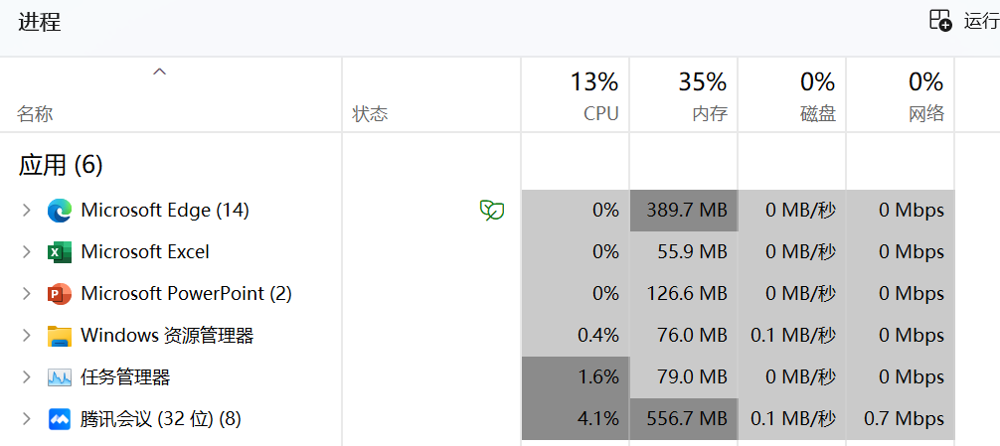 进程
运行
13% 35% 0% 0%
名称 状态 CPU 内存 磁盘 网络
应用 (6)
Microsoft Edge (14) 0% 389.7 MB 0 MB/秒 0 Mbps
Microsoft Excel 0% 55.9 MB 0 MB/秒 0 Mbps
Microsoft PowerPoint (2) 0% 126.6 MB 0 MB/秒 0 Mbps
Windows 资源管理器 0.4% 76.0 MB 0.1 MB/秒 0 Mbps
任务管理器 1.6% 79.0 MB 0 MB/秒 0 Mbps
腾讯会议 (32 位) (8) 4.1% 556.7 MB 0.1 MB/秒 0.7 Mbps